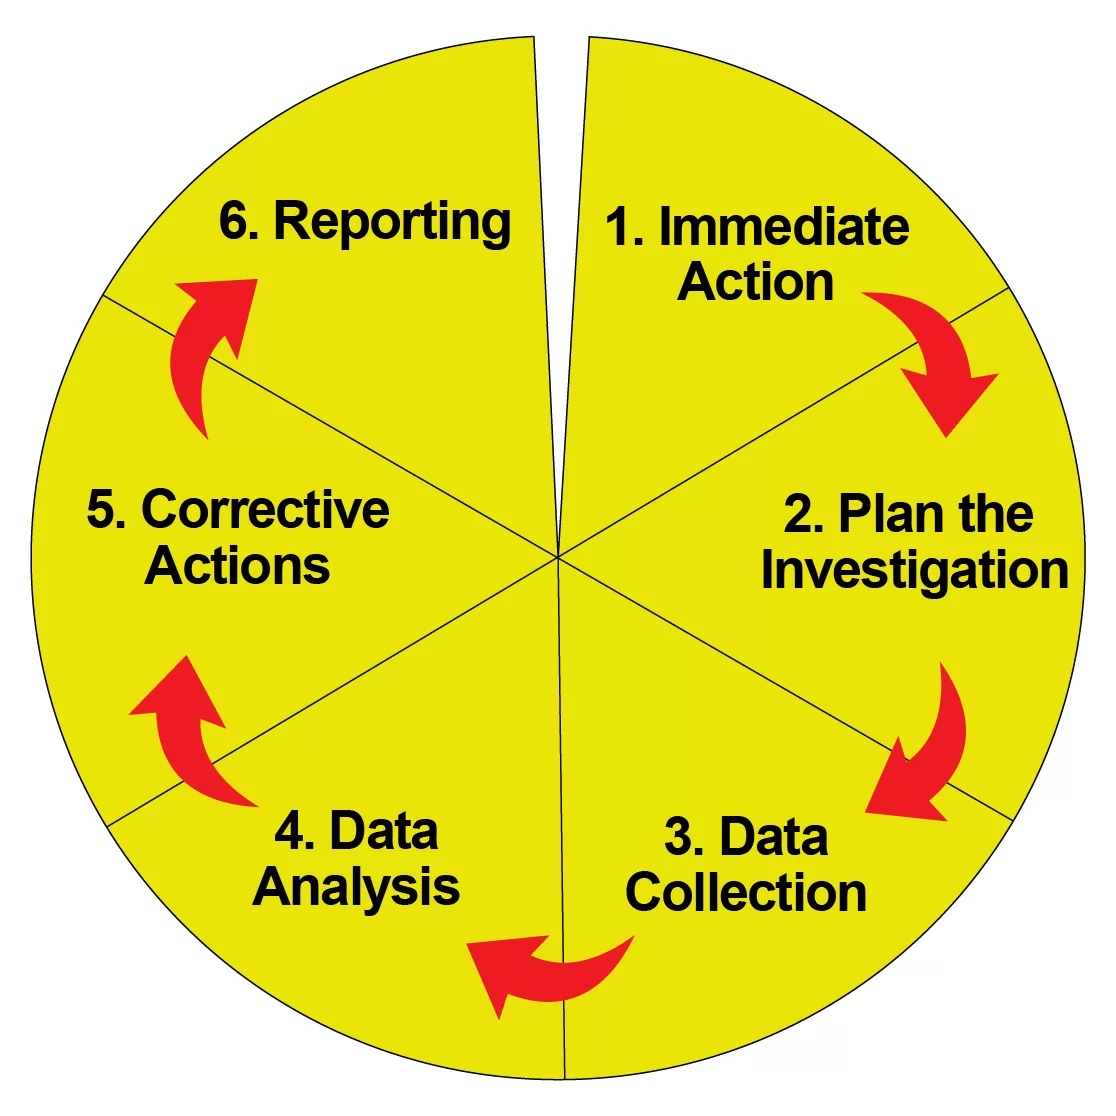 1. Immediate
Action
2. Plan the
Investigation
3. Data
Collection
4. Data
Analysis
5. Corrective
Actions
6. Reporting